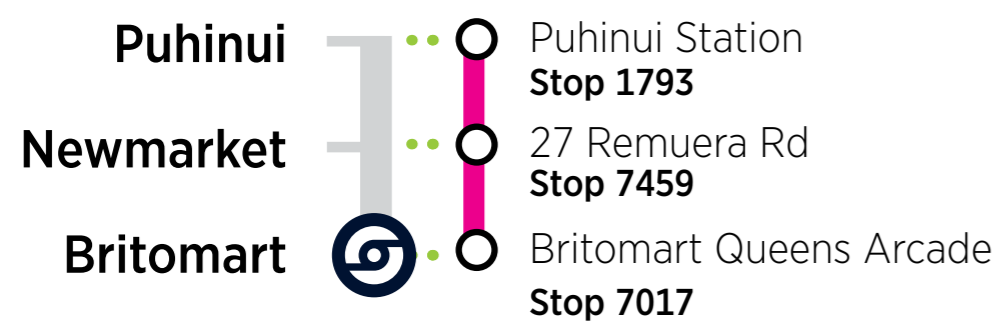 Puhinui
Puhinui Station
Stop 1793
Newmarket
27 Remuera Rd
Stop 7459
Britomart
Britomart Queens Arcade
Stop 7017